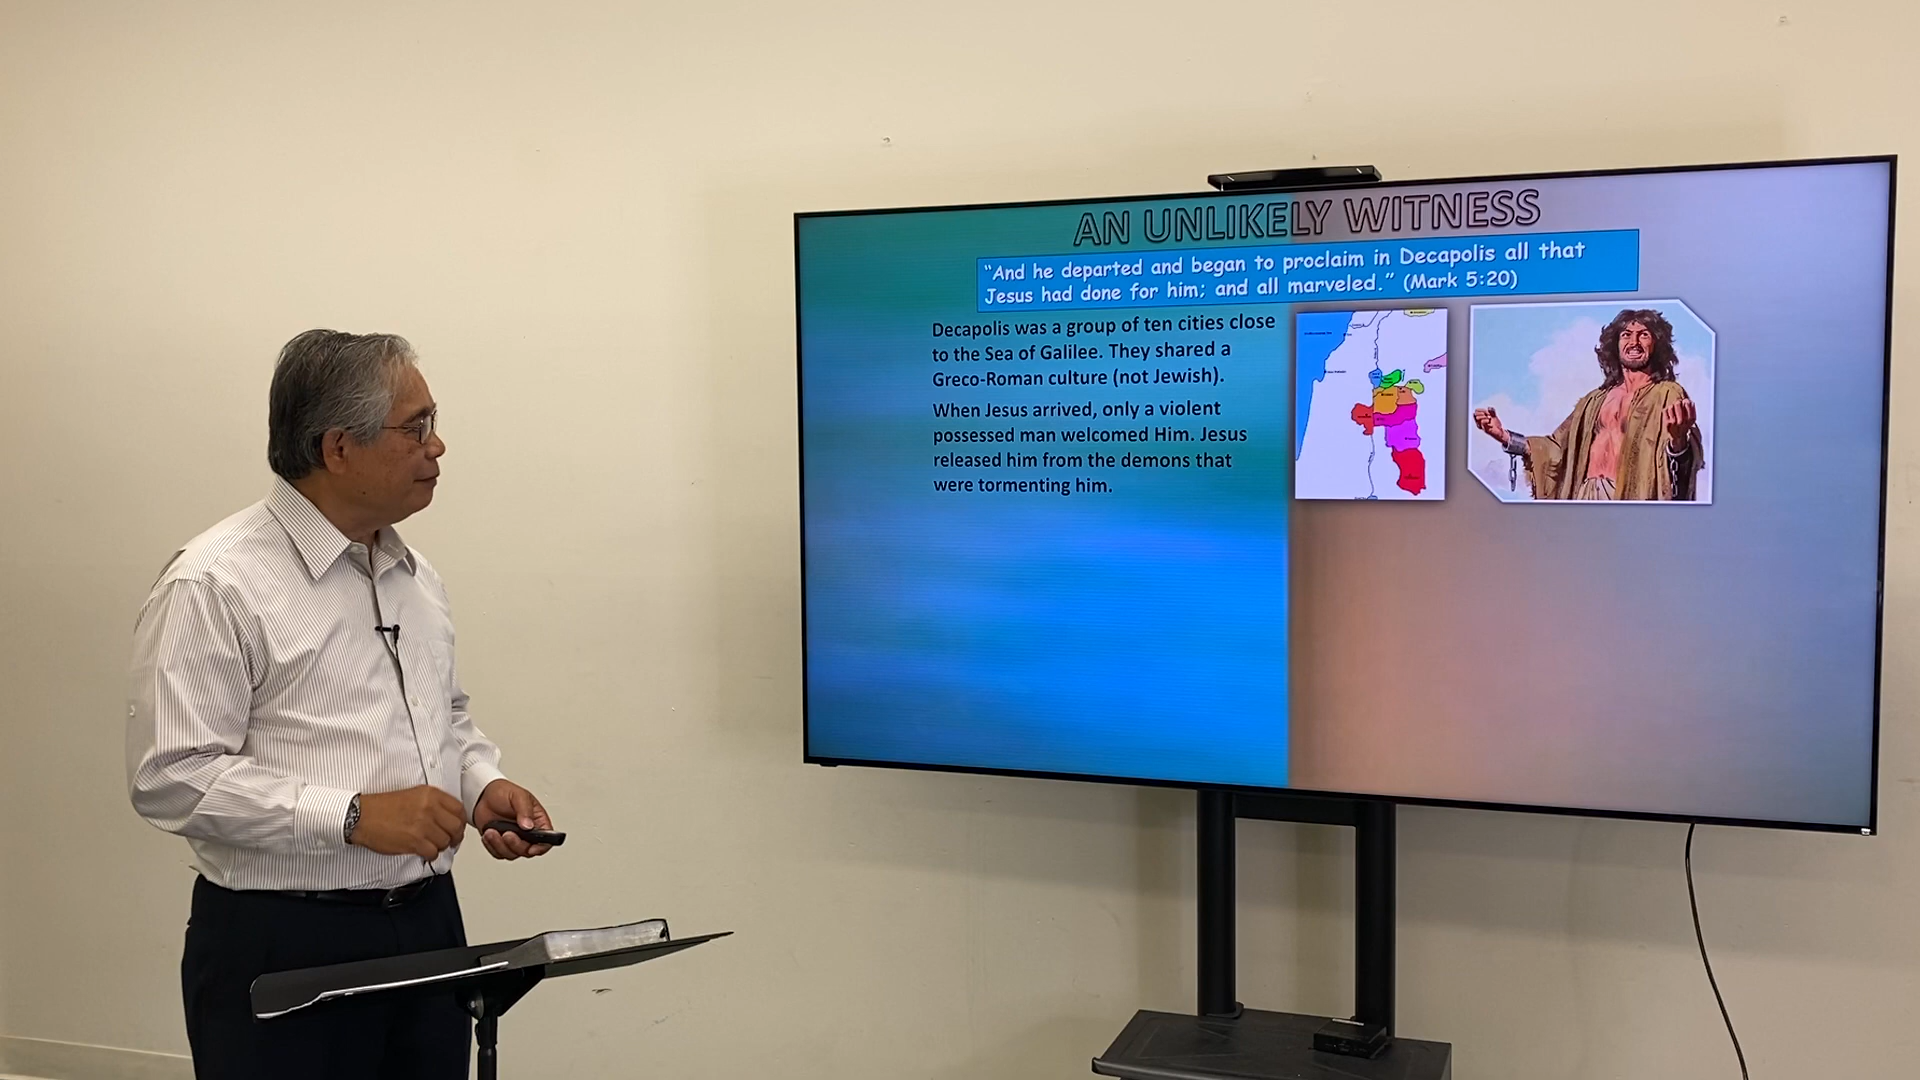 AN UNLIKELY WITNESS
“And he departed and began to proclaim in Decapolis all that
Jesus had done for him; and all marveled.” (Mark 5:20)
Decapolis was a group of ten cities close
to the Sea of Galilee. They shared a
Greco-Roman culture (not Jewish).
When Jesus arrived, only a violent
possessed man welcomed Him. Jesus
released him from the demons that
were tormenting him.